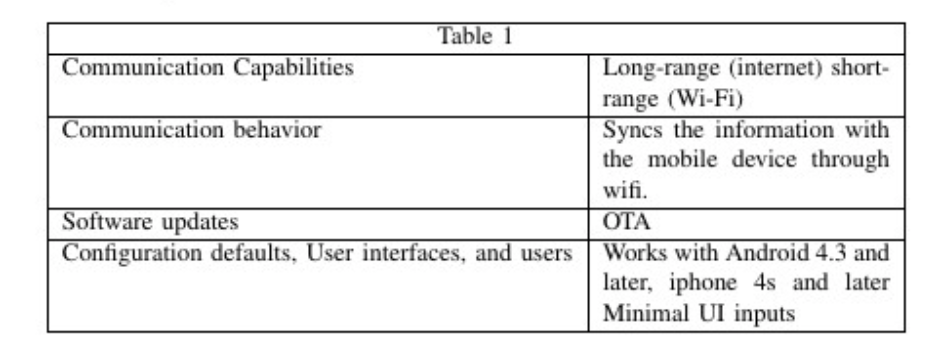 Table 1
Communication Capabilities
Long-range (internet) short-
range (Wi-Fi)
Communication behavior
Syncs the information with
the mobile device through
wifi.
Software updates
OTA
Configuration defaults, User interfaces, and users
Works with Android 4.3 and
later, iphone 4s and later
Minimal UI inputs